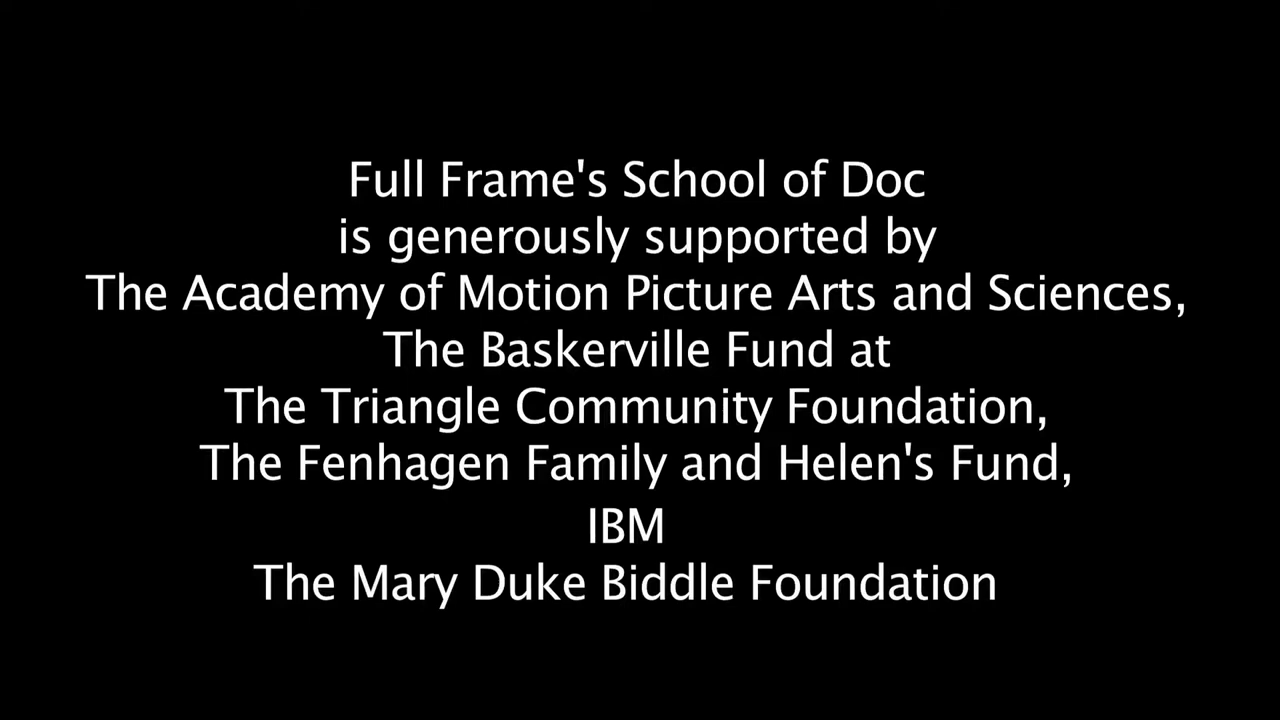 Full Frame's School of Doc
is generously supported by
The Academy of Motion Picture Arts and Sciences,
The Baskerville Fund at
The Triangle Community Foundation,
The Fenhagen Family and Helen's Fund,
IBM
The Mary Duke Biddle Foundation